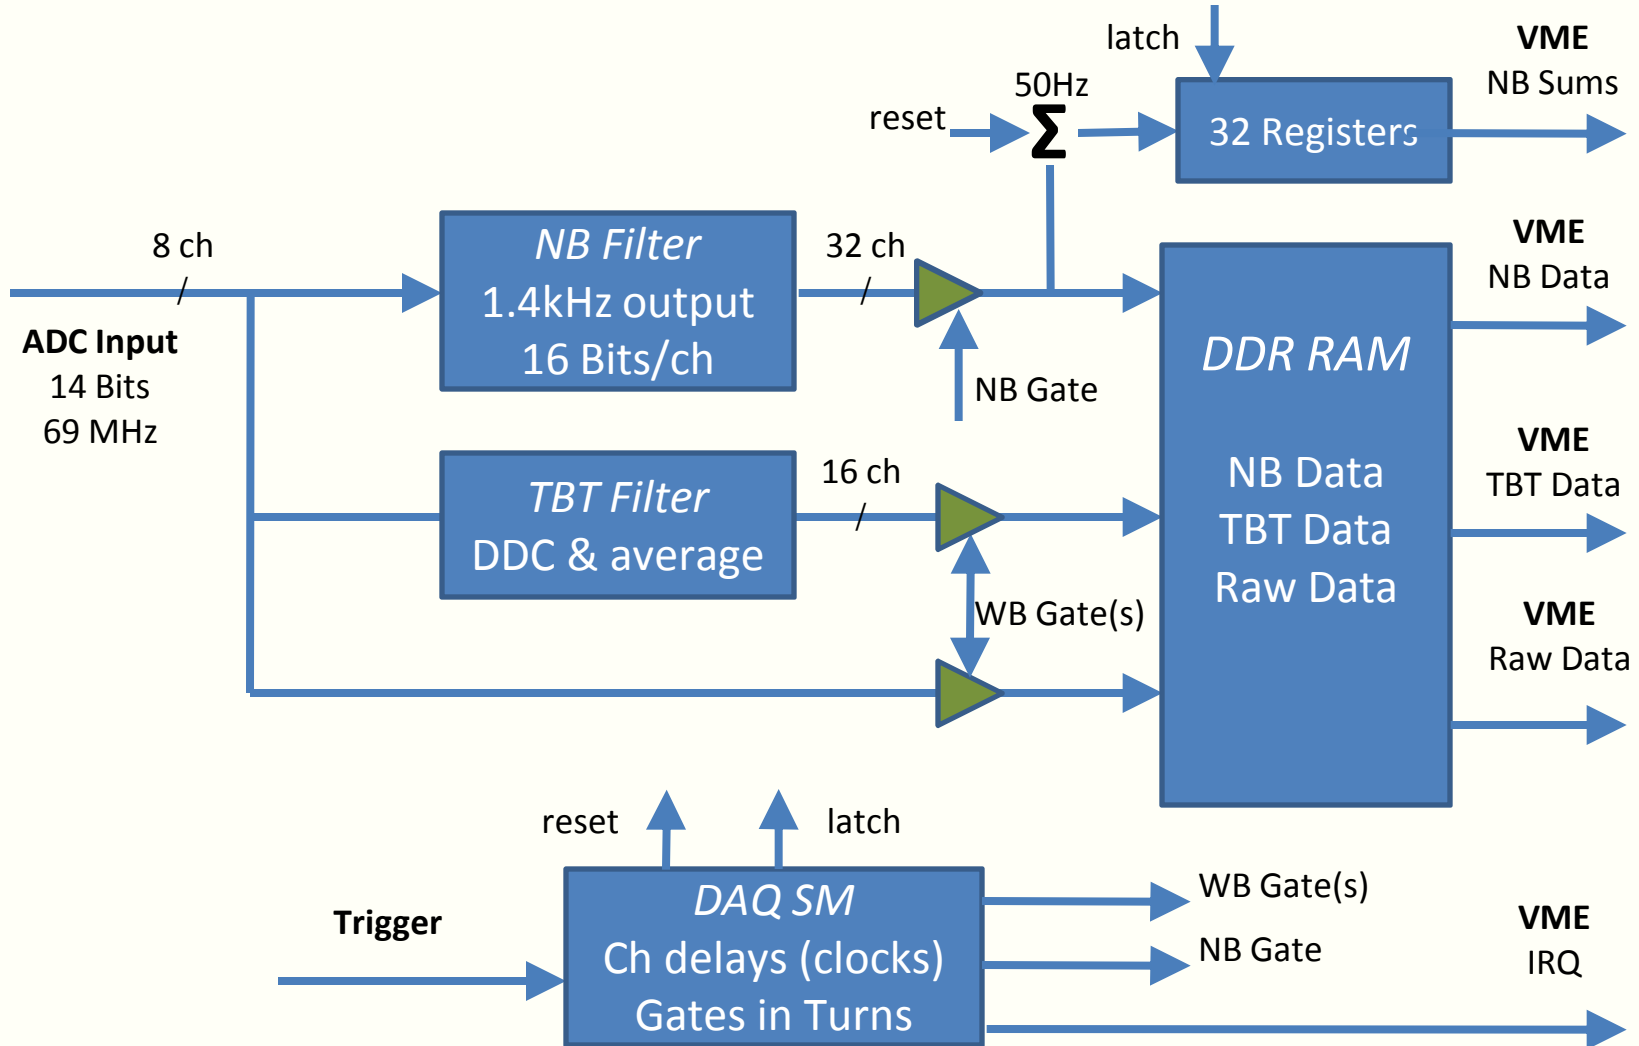 latch
VME
NB Sums
50Hz
reset
Σ
32 Registers
8 ch
NB Filter
1.4kHz output
16 Bits/ch
32 ch
VME
NB Data
ADC Input
14 Bits
69 MHz
NB Gate
DDR RAM
NB Data
TBT Data
Raw Data
16 ch
TBT Filter
DDC & average
VME
TBT Data
WB Gate(s)
VME
Raw Data
reset
latch
Trigger
DAQ SM
Ch delays (clocks)
Gates in Turns
WB Gate(s)
NB Gate
VME
IRQ